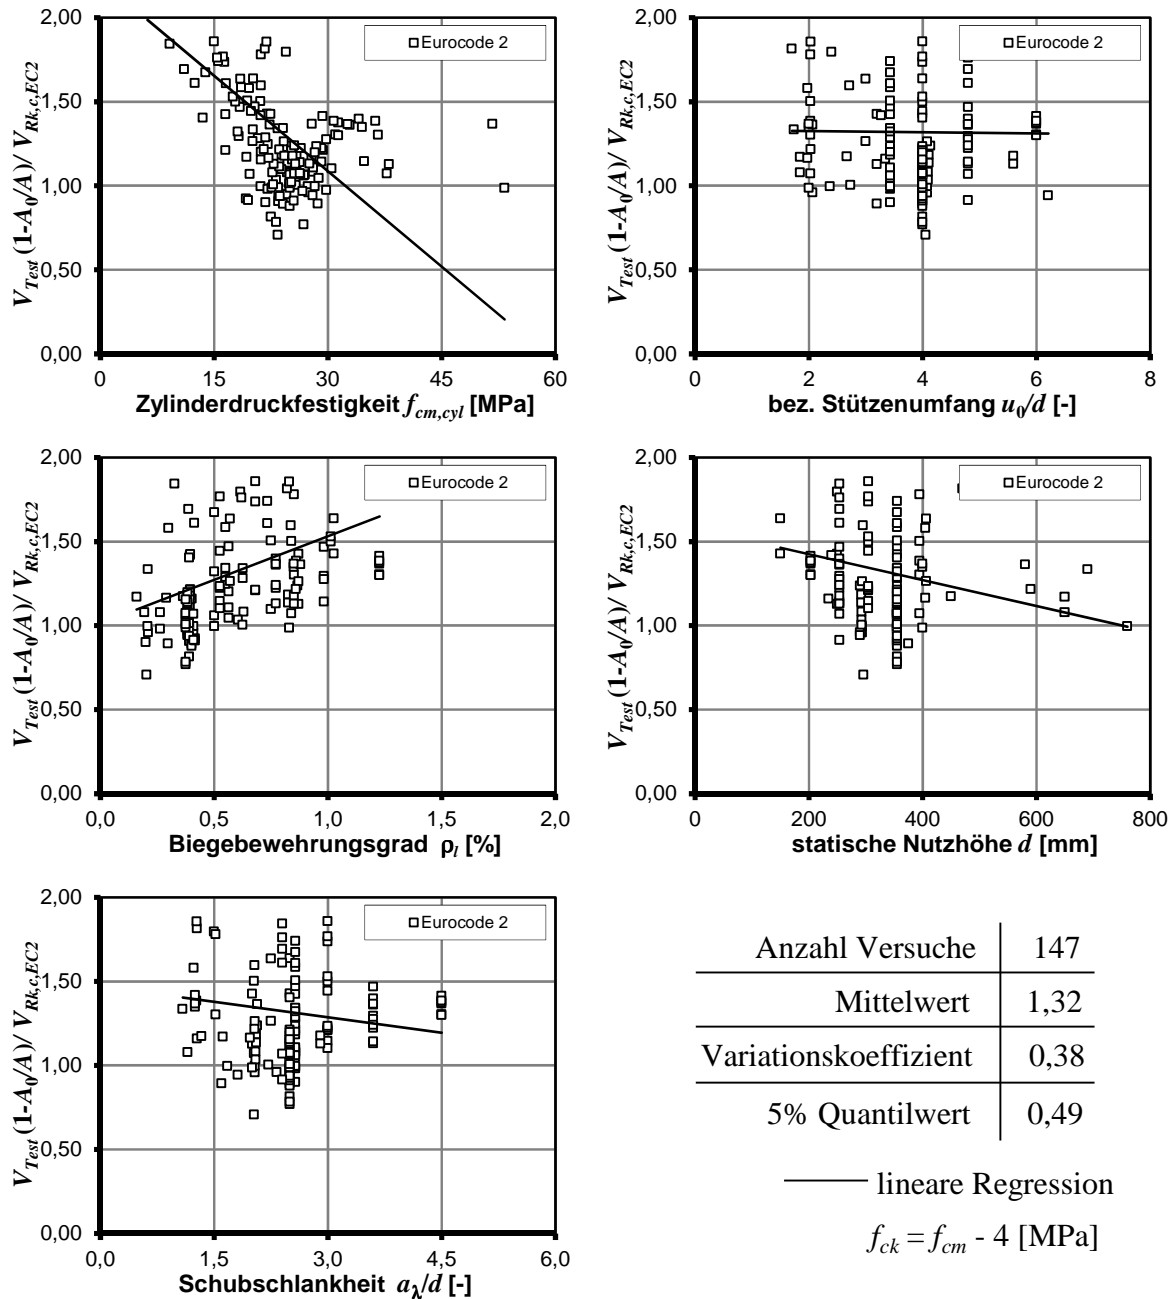 2,00
1,50
1,00
0,50
0,00
V_Test (1-A_0/A)/ V_Rk,c,EC2
Eurocode 2
0 15 30 45 60
Zylinderdruckfestigkeit f_cm,cyl [MPa]
2,00
1,50
1,00
0,50
0,00
V_Test (1-A_0/A)/ V_Rk,c,EC2
Eurocode 2
0 2 4 6 8
bez. Stützenumfang u_0/d [-]
2,00
1,50
1,00
0,50
0,00
V_Test (1-A_0/A)/ V_Rk,c,EC2
Eurocode 2
0,0 0,5 1,0 1,5 2,0
Biegebewehrungsgrad ρ_l [%]
2,00
1,50
1,00
0,50
0,00
V_Test (1-A_0/A)/ V_Rk,c,EC2
Eurocode 2
0 200 400 600 800
statische Nutzhöhe d [mm]
2,00
1,50
1,00
0,50
0,00
V_Test (1-A_0/A)/ V_Rk,c,EC2
Eurocode 2
0,0 1,5 3,0 4,5 6,0
Schubschlankheit a_λ/d [-]
Anzahl Versuche 147
Mittelwert 1,32
Variationskoeffizient 0,38
5% Quantilwert 0,49
lineare Regression
f_ck = f_cm - 4 [MPa]